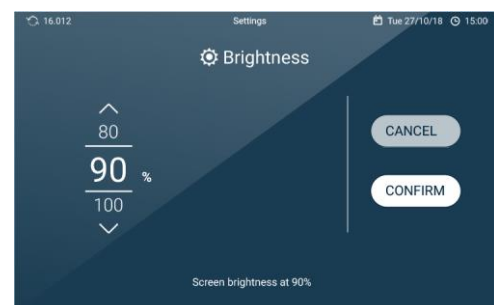 16.012 Settings Tue 27/10/18 15:00
Brightness
80
90 %
100
CANCEL
CONFIRM
Screen brightness at 90%